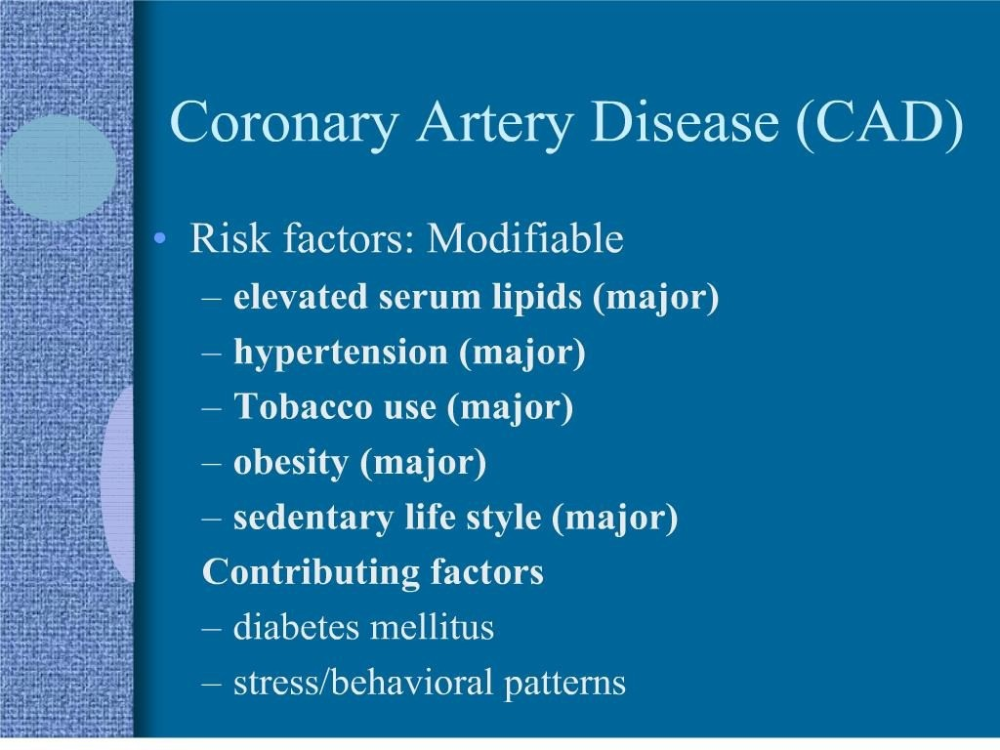 Coronary Artery Disease (CAD)
• Risk factors: Modifiable
– elevated serum lipids (major)
– hypertension (major)
– Tobacco use (major)
– obesity (major)
– sedentary life style (major)
Contributing factors
– diabetes mellitus
– stress/behavioral patterns